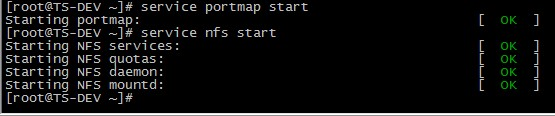 [root@TS-DEV ~]# service portmap start
Starting portmap: [ OK ]
[root@TS-DEV ~]# service nfs start
Starting NFS services: [ OK ]
Starting NFS quotas: [ OK ]
Starting NFS daemon: [ OK ]
Starting NFS mountd: [ OK ]
[root@TS-DEV ~]#